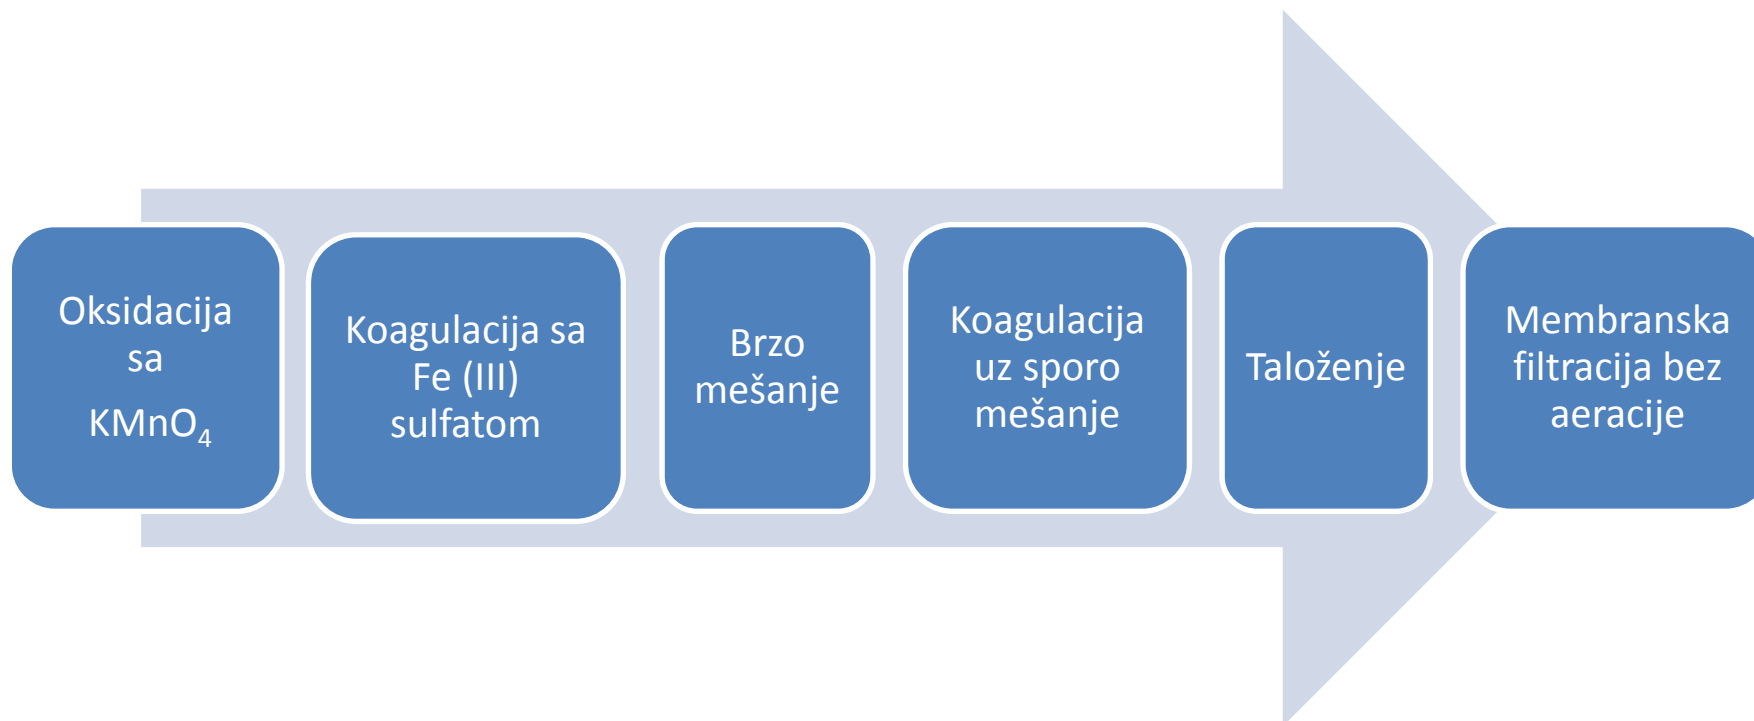 Oksidacija
sa
KMnO₄
Koagulacija sa
Fe (III)
sulfatom
Brzo
mešanje
Koagulacija
uz sporo
mešanje
Taloženje
Membranska
filtracija bez
aeracije